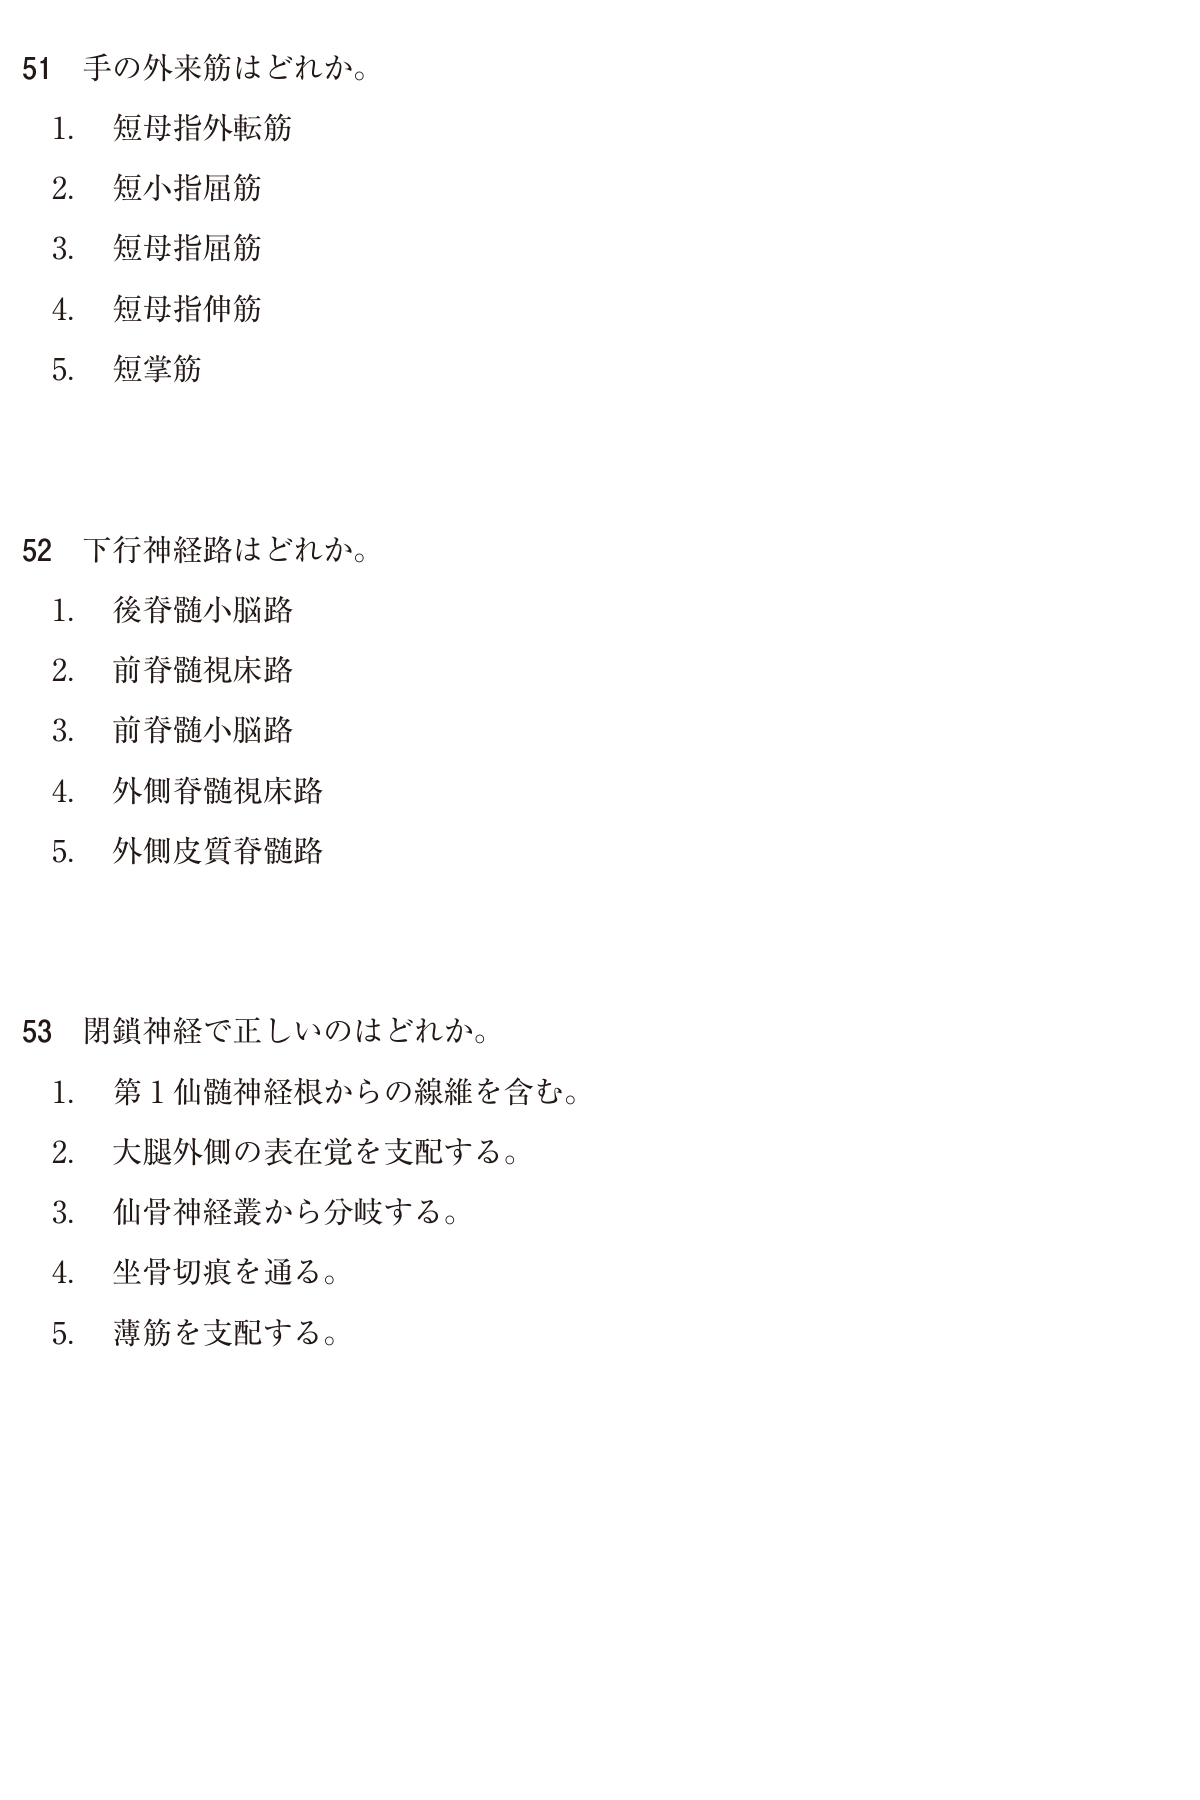 51 手の外来筋はどれか。
1. 短母指外転筋
2. 短小指屈筋
3. 短母指屈筋
4. 短母指伸筋
5. 短掌筋
52 下行神経路はどれか。
1. 後脊髄小脳路
2. 前脊髄視床路
3. 前脊髄小脳路
4. 外側脊髄視床路
5. 外側皮質脊髄路
53 閉鎖神経で正しいのはどれか。
1. 第1仙髄神経根からの線維を含む。
2. 大腿外側の表在覚を支配する。
3. 仙骨神経叢から分岐する。
4. 坐骨切痕を通る。
5. 薄筋を支配する。